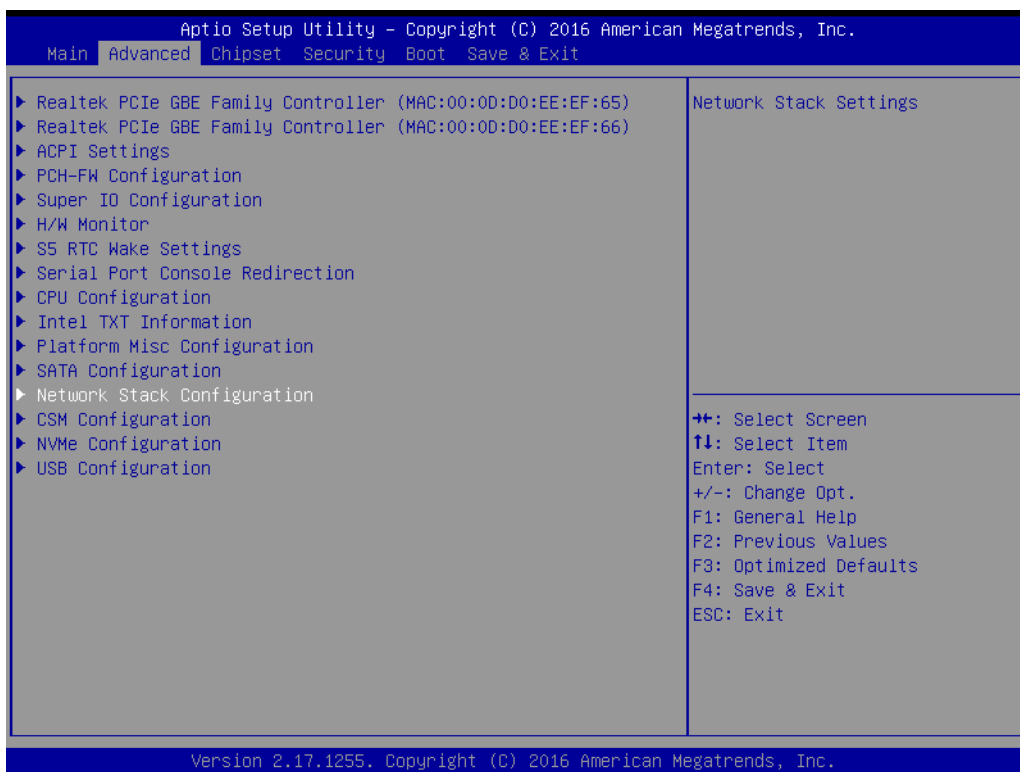 Aptio Setup Utility – Copyright (C) 2016 American Megatrends, Inc.
Main Advanced Chipset Security Boot Save & Exit
▶ Realtek PCIe GBE Family Controller (MAC:00:0D:D0:EE:EF:65)
▶ Realtek PCIe GBE Family Controller (MAC:00:0D:D0:EE:EF:66)
▶ ACPI Settings
▶ PCH-FW Configuration
▶ Super IO Configuration
▶ H/W Monitor
▶ S5 RTC Wake Settings
▶ Serial Port Console Redirection
▶ CPU Configuration
▶ Intel TXT Information
▶ Platform Misc Configuration
▶ SATA Configuration
▶ Network Stack Configuration
▶ CSM Configuration
▶ NVMe Configuration
▶ USB Configuration
Network Stack Settings
→←: Select Screen
↑↓: Select Item
Enter: Select
+/-: Change Opt.
F1: General Help
F2: Previous Values
F3: Optimized Defaults
F4: Save & Exit
ESC: Exit
Version 2.17.1255. Copyright (C) 2016 American Megatrends, Inc.